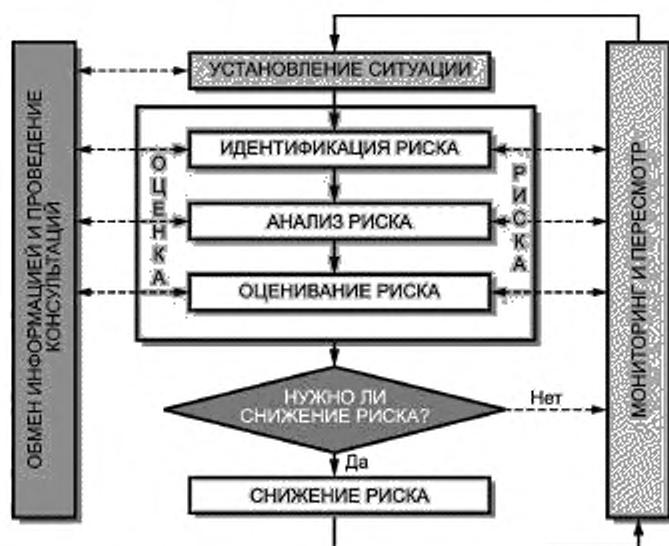 УСТАНОВЛЕНИЕ СИТУАЦИИ
ОБМЕН ИНФОРМАЦИЕЙ И ПРОВЕДЕНИЕ
КОНСУЛЬТАЦИЙ
ОЦЕНКА
ИДЕНТИФИКАЦИЯ РИСКА
АНАЛИЗ РИСКА
ОЦЕНИВАНИЕ РИСКА
РИСКА
МОНИТОРИНГ И ПЕРЕСМОТР
НУЖНО ЛИ
СНИЖЕНИЕ РИСКА?
Нет
Да
СНИЖЕНИЕ РИСКА